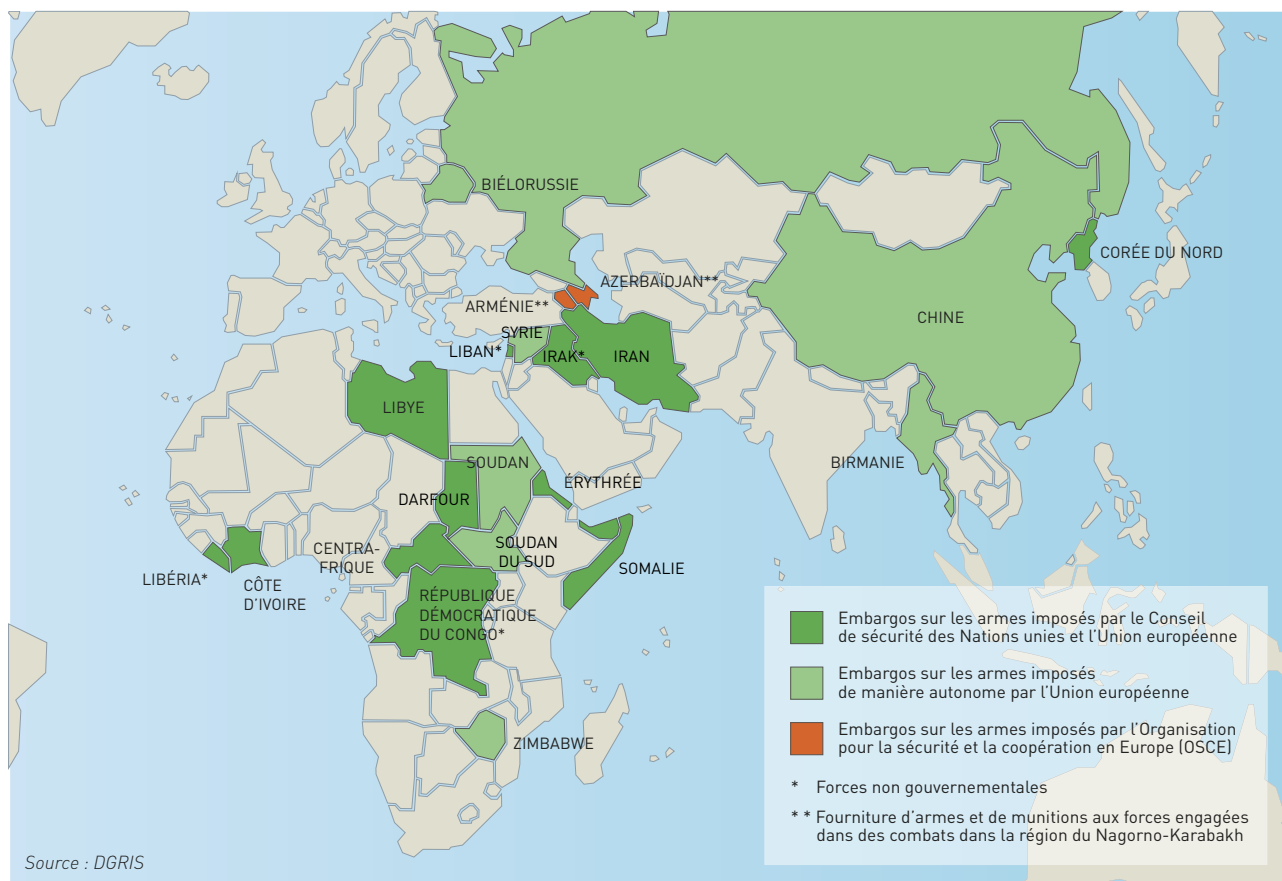 BIÉLORUSSIE
CORÉE DU NORD
AZERBAÏDJAN**
ARMÉNIE**
CHINE
SYRIE
LIBAN*
IRAK*
IRAN
LIBYE
BIRMANIE
SOUDAN
ÉRYTHRÉE
DARFOUR
CENTRA-
FRIQUE
SOUDAN
DU SUD
SOMALIE
LIBÉRIA*
CÔTE
D'IVOIRE
RÉPUBLIQUE
DÉMOCRATIQUE
DU CONGO*
ZIMBABWE
Embargos sur les armes imposés par le Conseil
de sécurité des Nations unies et l'Union européenne
Embargos sur les armes imposés
de manière autonome par l'Union européenne
Embargos sur les armes imposés par l'Organisation
pour la sécurité et la coopération en Europe (OSCE)
* Forces non gouvernementales
** Fourniture d'armes et de munitions aux forces engagées
dans des combats dans la région du Nagorno-Karabakh
Source : DGRIS